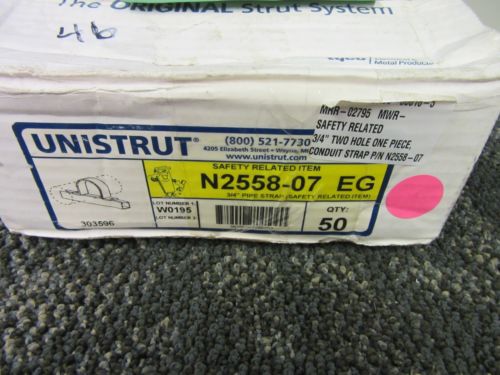 The ORIGINAL Strut System
46
Metal Products
MRR-02795 MWR-
SAFETY RELATED
3/4" TWO HOLE ONE PIECE,
CONDUIT STRAP P/N N2558-07
UNISTRUT®
(800) 521-7730
4205 Elizabeth Street - Wayne, MI
www.unistrut.com
SAFETY RELATED ITEM
N2558-07 EG
3/4" PIPE STRAP (SAFETY RELATED ITEM)
LOT NUMBER 1:
W0195
LOT NUMBER 2:
QTY:
50
303596